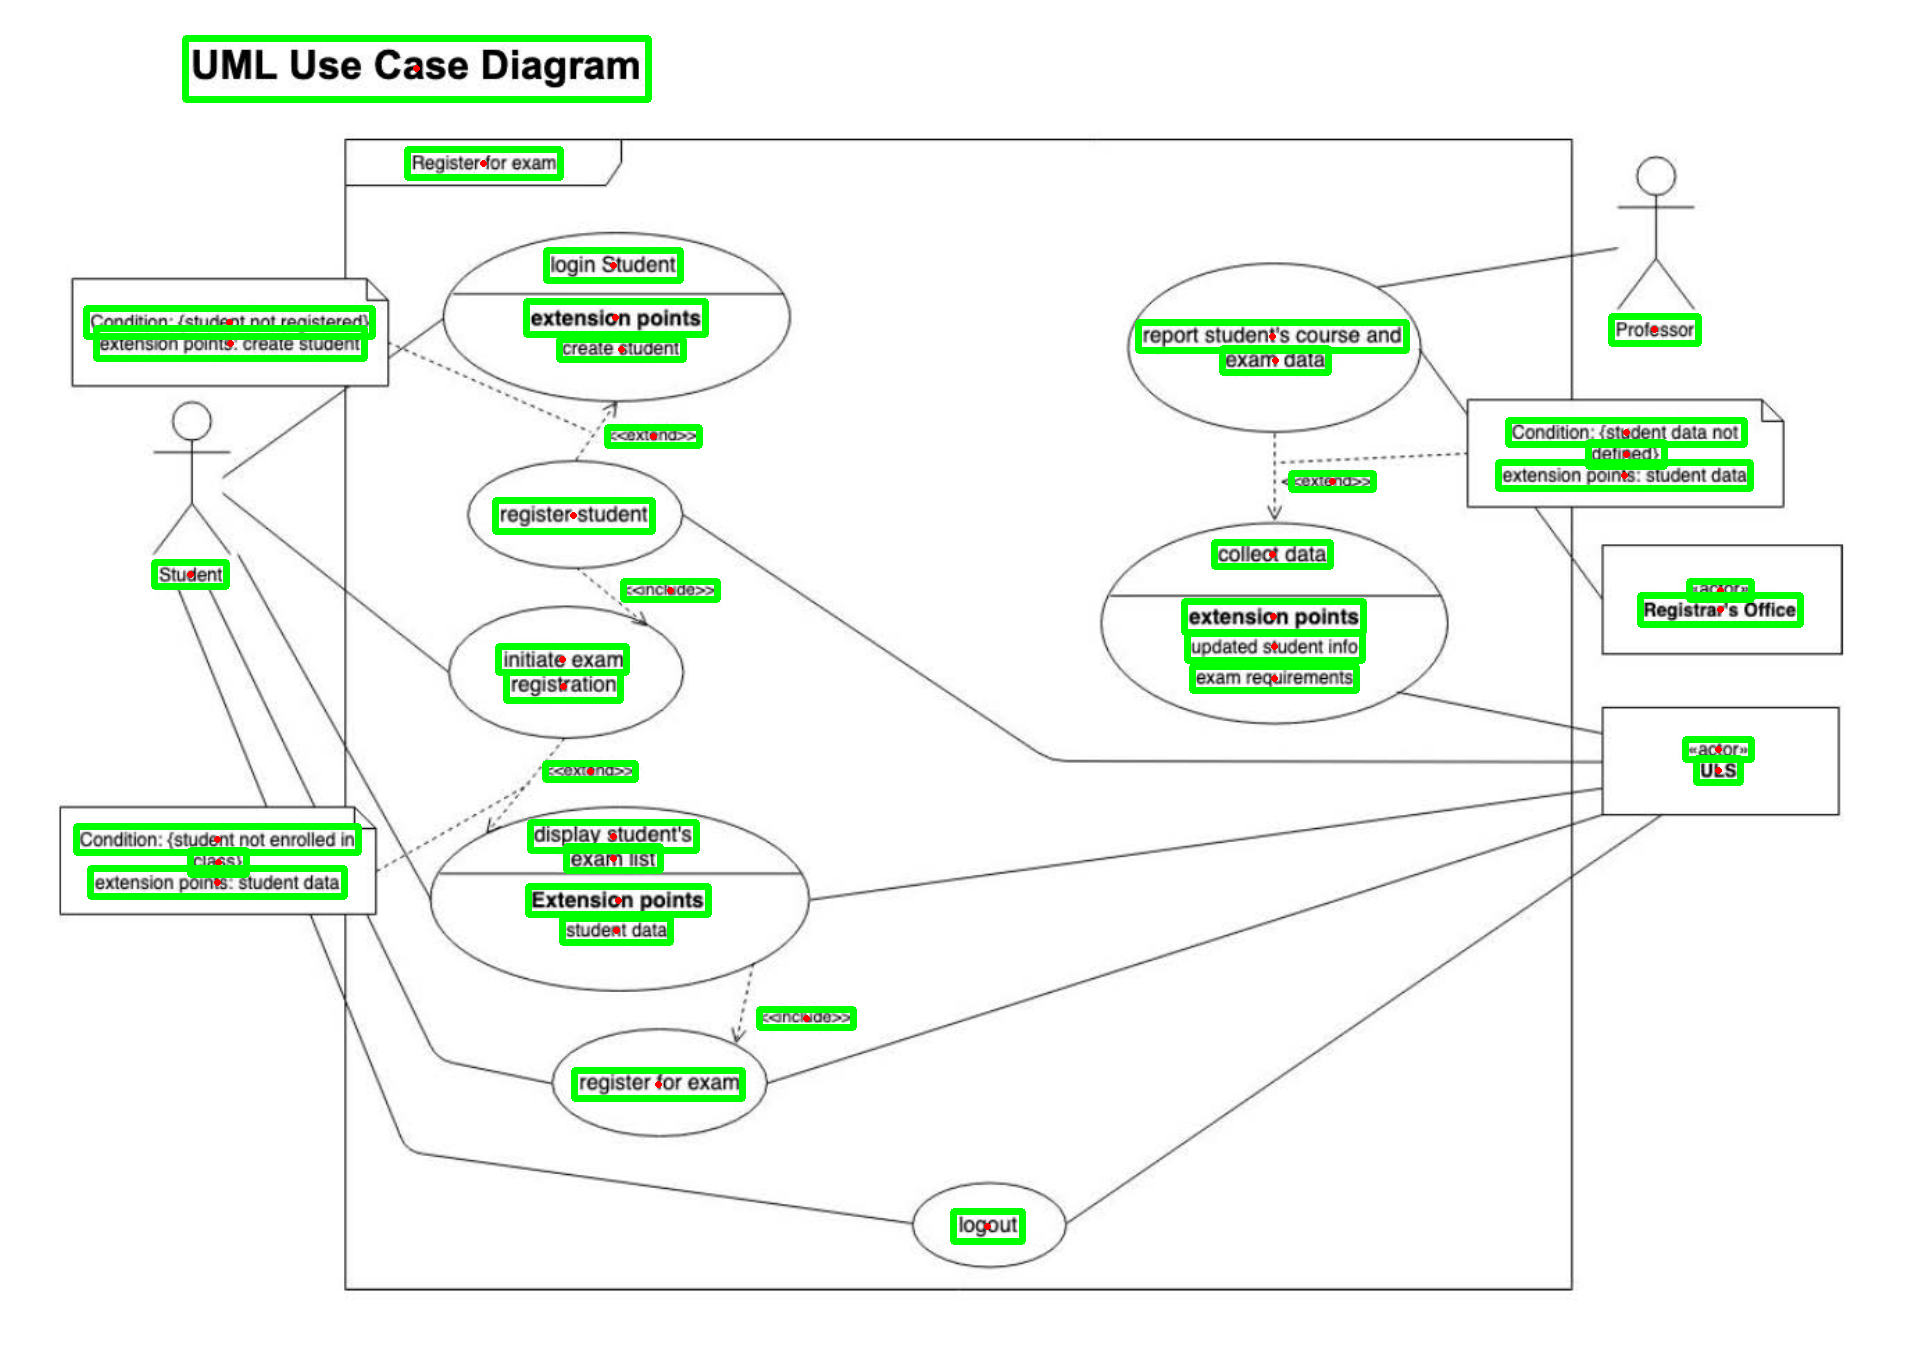 UML Use Case Diagram
Register for exam
login Student
extension points
create student
Condition: {student not registered}
extension points: create student
<<extend>>
register student
Student
<<include>>
initiate exam
registration
<<extend>>
Condition: {student not enrolled in
class}
extension points: student data
display student's
exam list
Extension points
student data
<<include>>
register for exam
logout
Professor
report student's course and
exam data
Condition: {student data not
defined}
extension points: student data
<<extend>>
collect data
extension points
updated student info
exam requirements
«actor»
Registrar's Office
«actor»
ULS